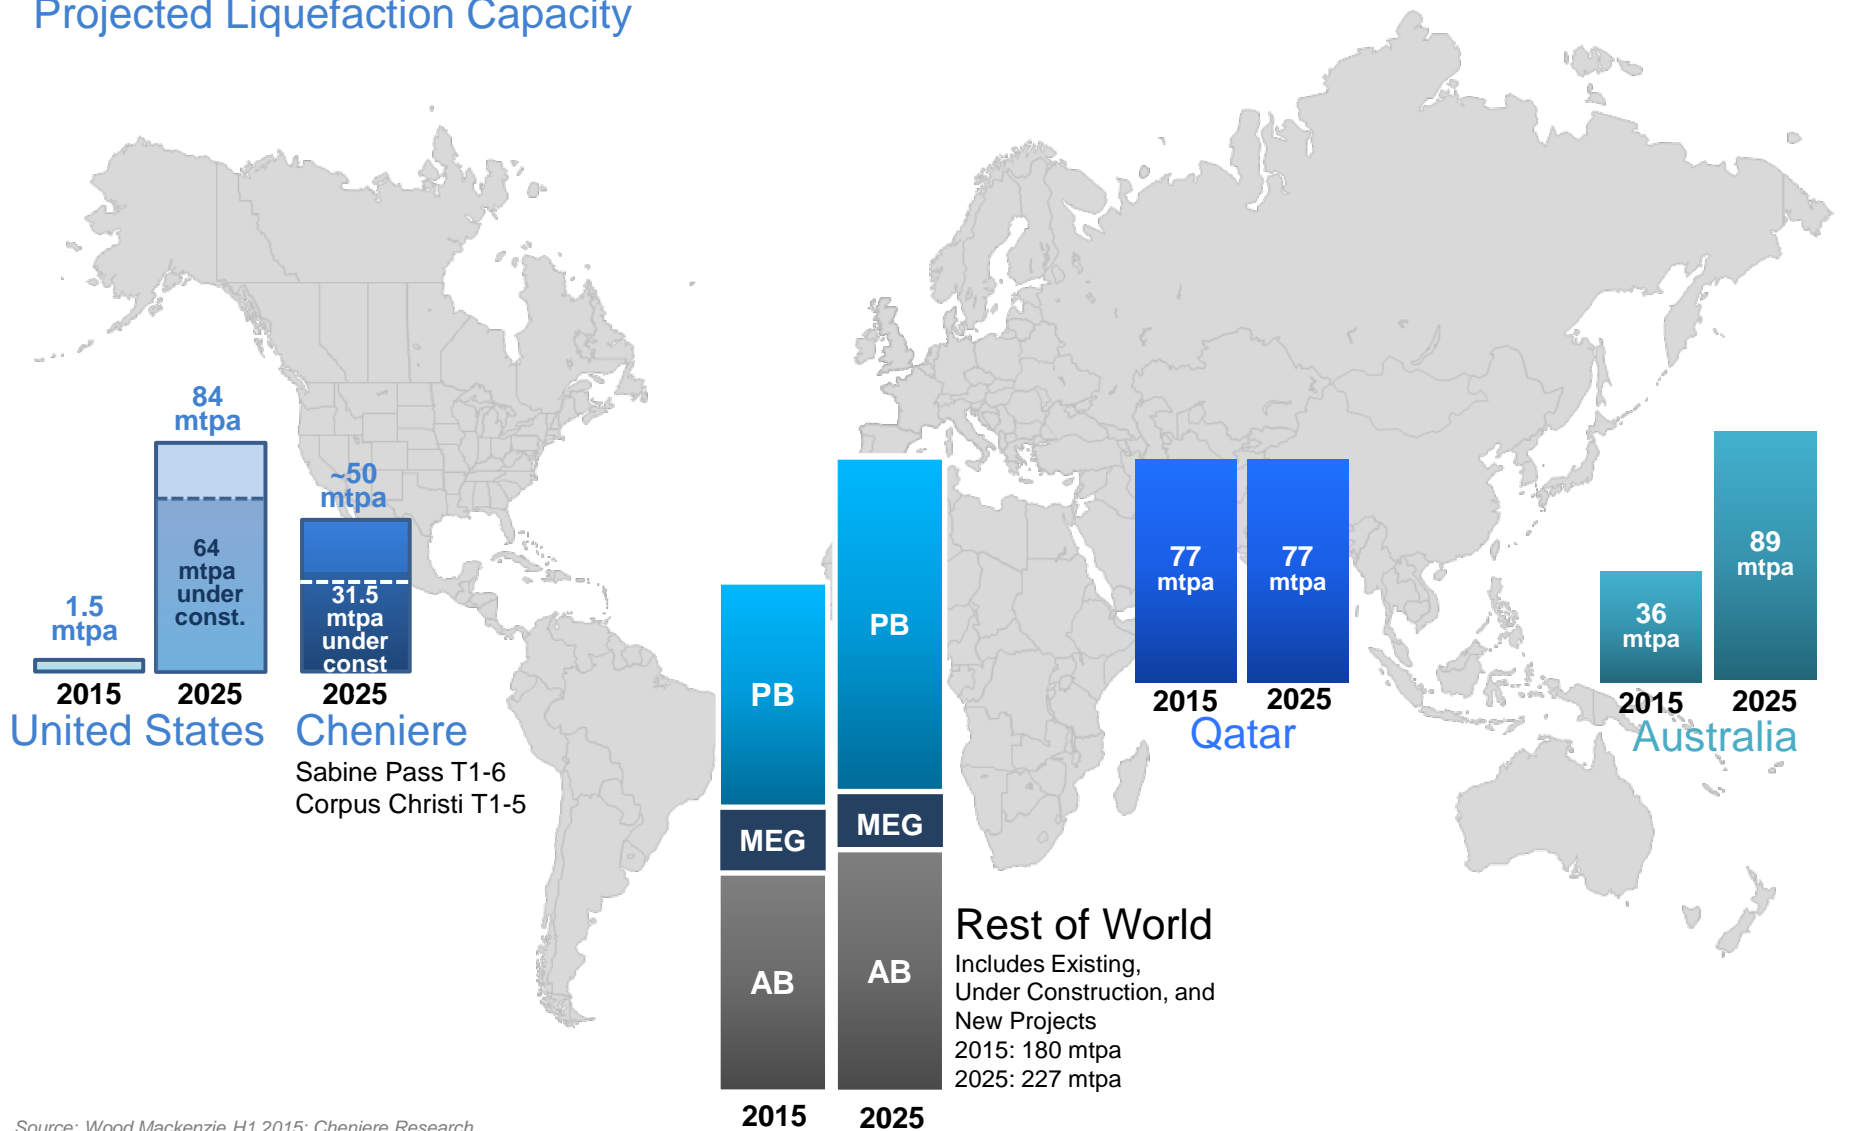 Projected Liquefaction Capacity
84
mtpa
64
mtpa
under
const.
1.5
mtpa
2015
2025
United States
~50
mtpa
31.5
mtpa
under
const
2025
Cheniere
Sabine Pass T1-6
Corpus Christi T1-5
PB
MEG
AB
2015
PB
MEG
AB
2025
Rest of World
Includes Existing,
Under Construction, and
New Projects
2015: 180 mtpa
2025: 227 mtpa
77
mtpa
2015
77
mtpa
2025
Qatar
36
mtpa
2015
89
mtpa
2025
Australia
Source: Wood Mackenzie H1 2015; Cheniere Research